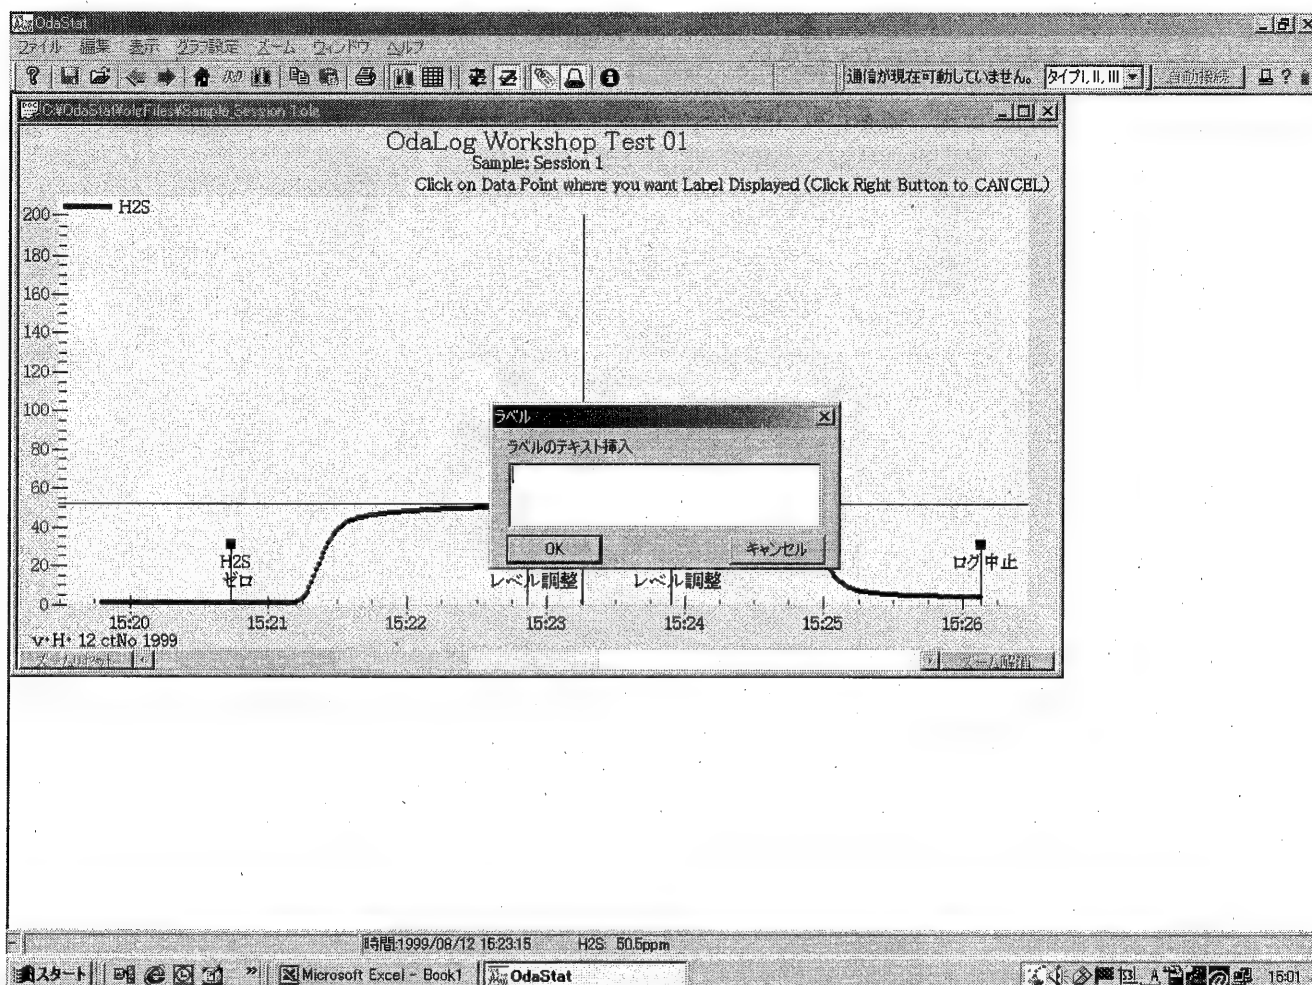 OdaStat
ファイル 編集 表示 グラフ設定 ズーム ウィンドウ ヘルプ
通信が現在可動していません。 タイプI, II, III 自動接続
C:¥OdaStat¥olgFiles¥Sample_Session 1.olg
OdaLog Workshop Test 01
Sample: Session 1
Click on Data Point where you want Label Displayed (Click Right Button to CANCEL)
H2S
200
180
160
140
120
100
80
60
40
20
0
ラベル
ラベルのテキスト挿入
OK キャンセル
H2S
ゼロ
レベル調整 レベル調整
ログ中止
15:20 15:21 15:22 15:23 15:24 15:25 15:26
12 ctNo 1999
ズーム解消
時間:1999/08/12 15:23:15 H2S: 50.5ppm
スタート Microsoft Excel - Book1 OdaStat 15:01